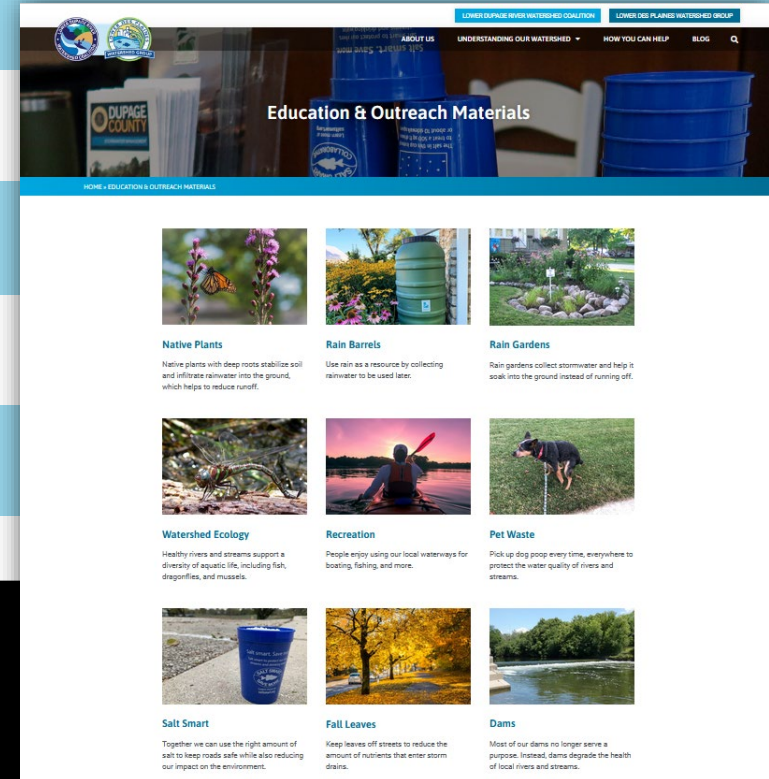 LOWER DUPAGE RIVER WATERSHED COALITION
LOWER DES PLAINES WATERSHED GROUP
ABOUT US
UNDERSTANDING OUR WATERSHED
HOW YOU CAN HELP
BLOG
WATERSHED GROUP
Salt smart. Save more
DUPAGE
COUNTY
Education & Outreach Materials
HOME » EDUCATION & OUTREACH MATERIALS
Native Plants
Native plants with deep roots stabilize soil
and infiltrate rainwater into the ground,
which helps to reduce runoff.
Rain Barrels
Use rain as a resource by collecting
rainwater to be used later.
Rain Gardens
Rain gardens collect stormwater and help it
soak into the ground instead of running off.
Watershed Ecology
Healthy rivers and streams support a
diversity of aquatic life, including fish,
dragonflies, and mussels.
Recreation
People enjoy using our local waterways for
boating, fishing, and more.
Pet Waste
Pick up dog poop every time, everywhere to
protect the water quality of rivers and
streams.
Salt smart.
SALT SMART
Salt Smart
Together we can use the right amount of
salt to keep roads safe while also reducing
our impact on the environment.
Fall Leaves
Keep leaves off streets to reduce the
amount of nutrients that enter storm
drains.
Dams
Most of our dams no longer serve a
purpose. Instead, dams degrade the health
of local rivers and streams.